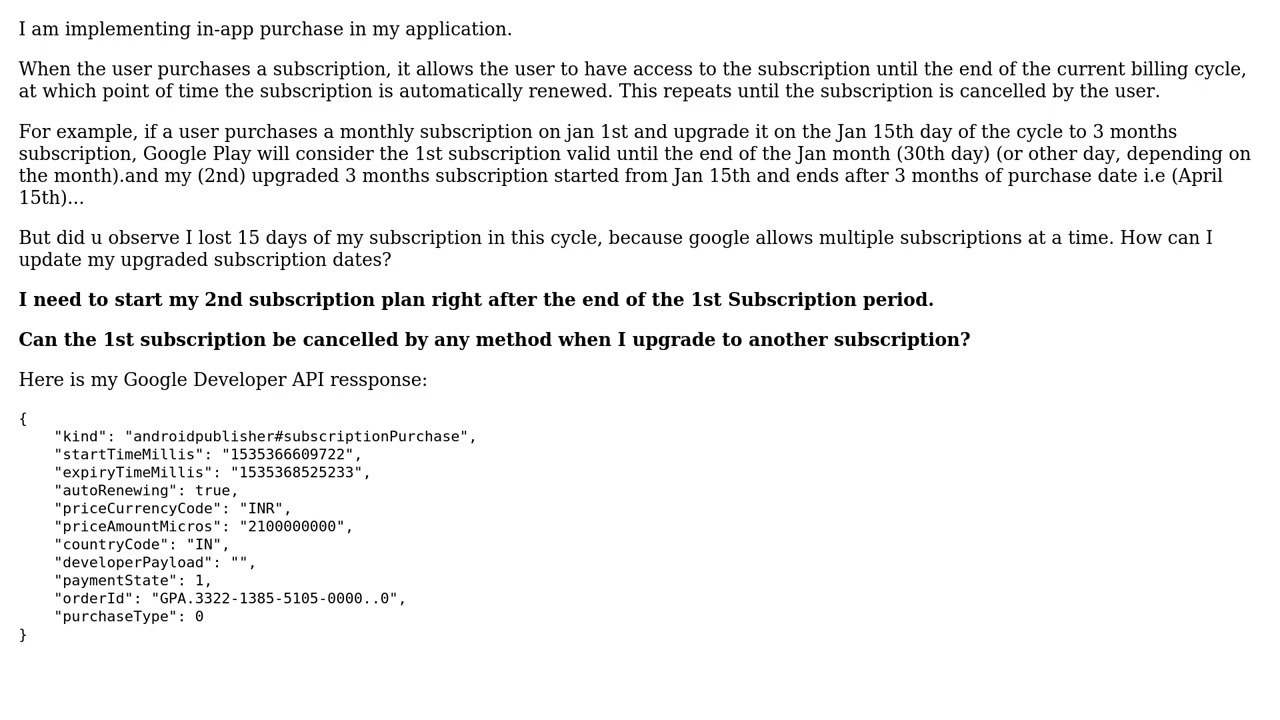 I am implementing in-app purchase in my application.
When the user purchases a subscription, it allows the user to have access to the subscription until the end of the current billing cycle,
at which point of time the subscription is automatically renewed. This repeats until the subscription is cancelled by the user.
For example, if a user purchases a monthly subscription on jan 1st and upgrade it on the Jan 15th day of the cycle to 3 months
subscription, Google Play will consider the 1st subscription valid until the end of the Jan month (30th day) (or other day, depending on
the month).and my (2nd) upgraded 3 months subscription started from Jan 15th and ends after 3 months of purchase date i.e (April
15th)...
But did u observe I lost 15 days of my subscription in this cycle, because google allows multiple subscriptions at a time. How can I
update my upgraded subscription dates?
I need to start my 2nd subscription plan right after the end of the 1st Subscription period.
Can the 1st subscription be cancelled by any method when I upgrade to another subscription?
Here is my Google Developer API ressponse:
{
    "kind": "androidpublisher#subscriptionPurchase",
    "startTimeMillis": "1535366609722",
    "expiryTimeMillis": "1535368525233",
    "autoRenewing": true,
    "priceCurrencyCode": "INR",
    "priceAmountMicros": "2100000000",
    "countryCode": "IN",
    "developerPayload": "",
    "paymentState": 1,
    "orderId": "GPA.3322-1385-5105-0000..0",
    "purchaseType": 0
}